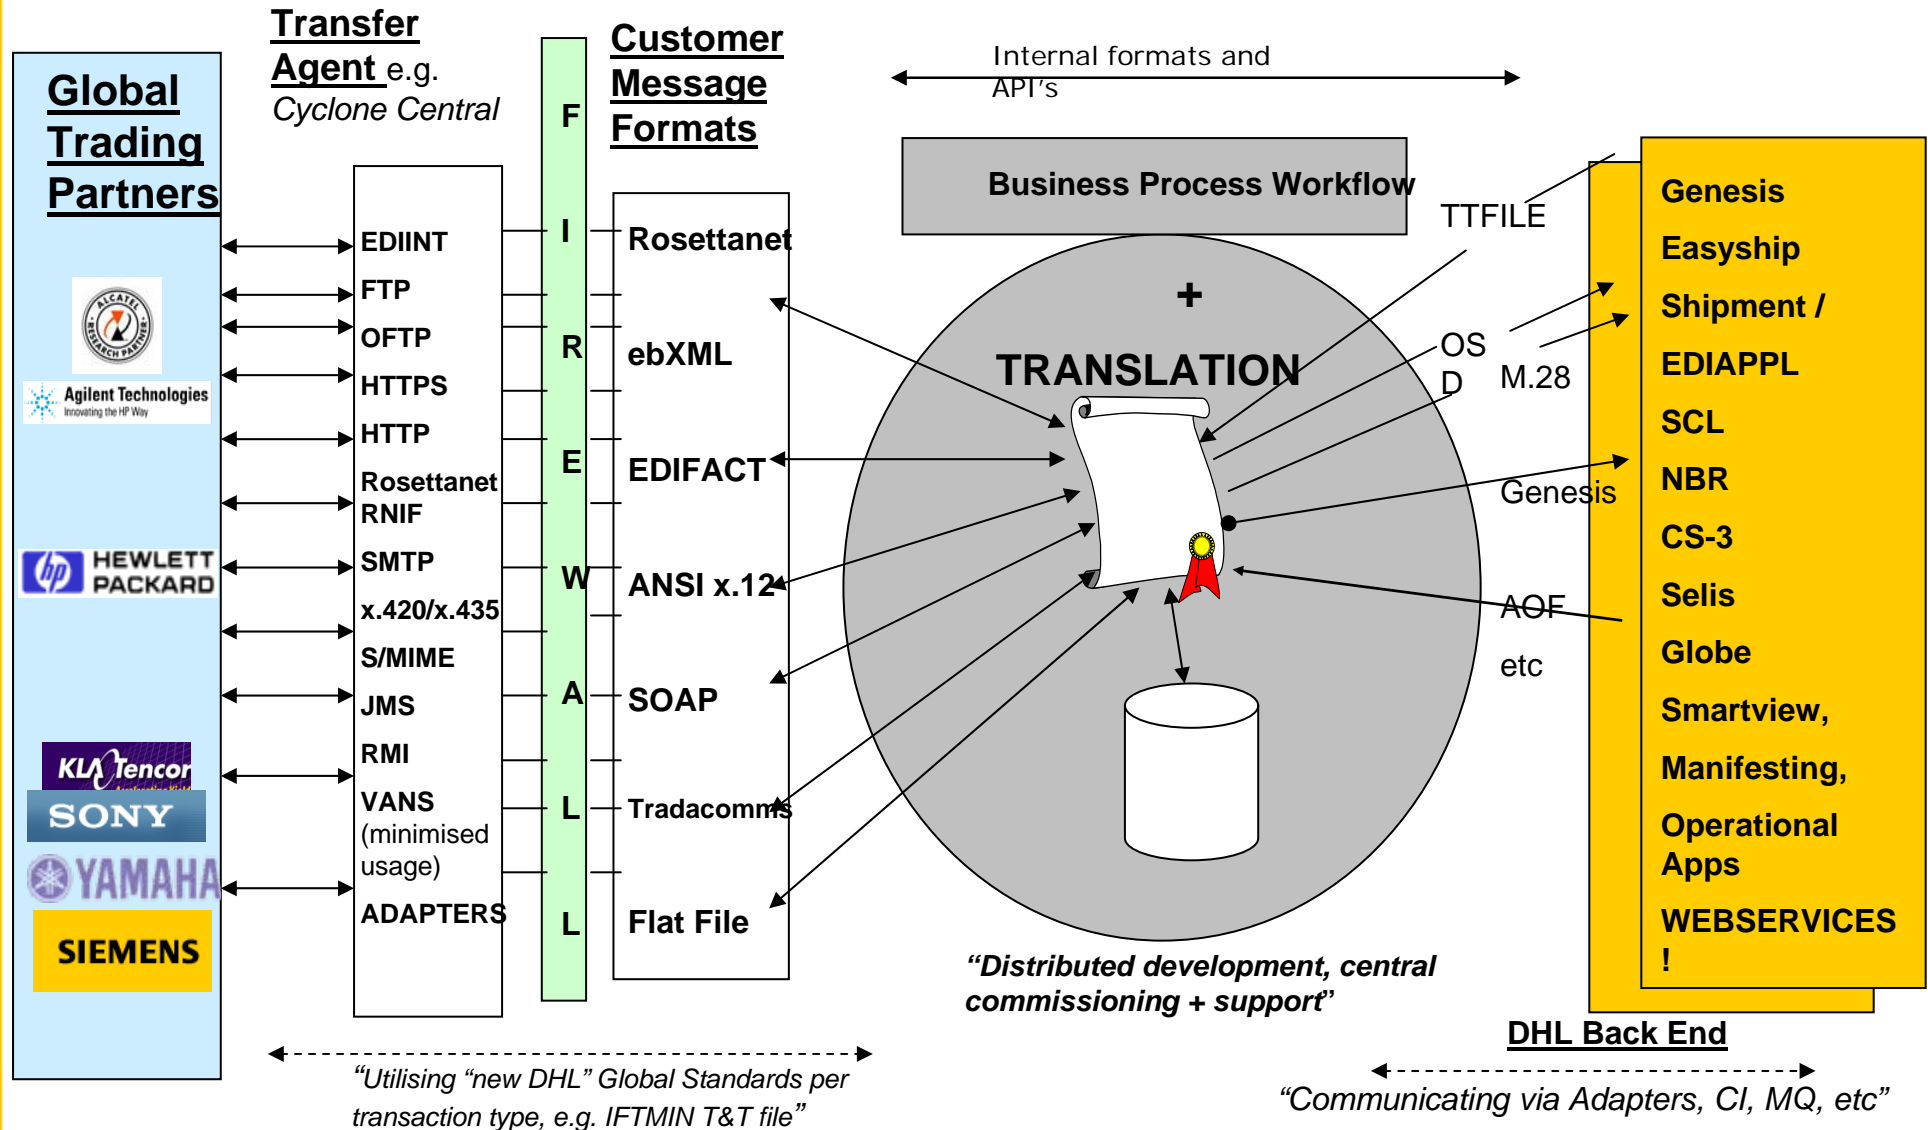 Global
Trading
Partners
ALCATEL
RESEARCH PARTNER
Agilent Technologies
Innovating the HP Way
hp HEWLETT
PACKARD
KLA Tencor
SONY
YAMAHA
SIEMENS
Transfer
Agent e.g.
Cyclone Central
EDIINT
FTP
OFTP
HTTPS
HTTP
Rosettanet
RNIF
SMTP
x.420/x.435
S/MIME
JMS
RMI
VANS
(minimised
usage)
ADAPTERS
F
I
R
E
W
A
L
L
Customer
Message
Formats
Rosettanet
ebXML
EDIFACT
ANSI x.12
SOAP
Tradacomms
Flat File
“Utilising “new DHL” Global Standards per
transaction type, e.g. IFTMIN T&T file”
Internal formats and
API's
Business Process Workflow
+
TRANSLATION
“Distributed development, central
commissioning + support”
TTFILE
OS
D
M.28
Genesis
AOF
etc
Genesis
Easyship
Shipment /
EDIAPPL
SCL
NBR
CS-3
Selis
Globe
Smartview,
Manifesting,
Operational
Apps
WEBSERVICES
!
DHL Back End
“Communicating via Adapters, CI, MQ, etc”